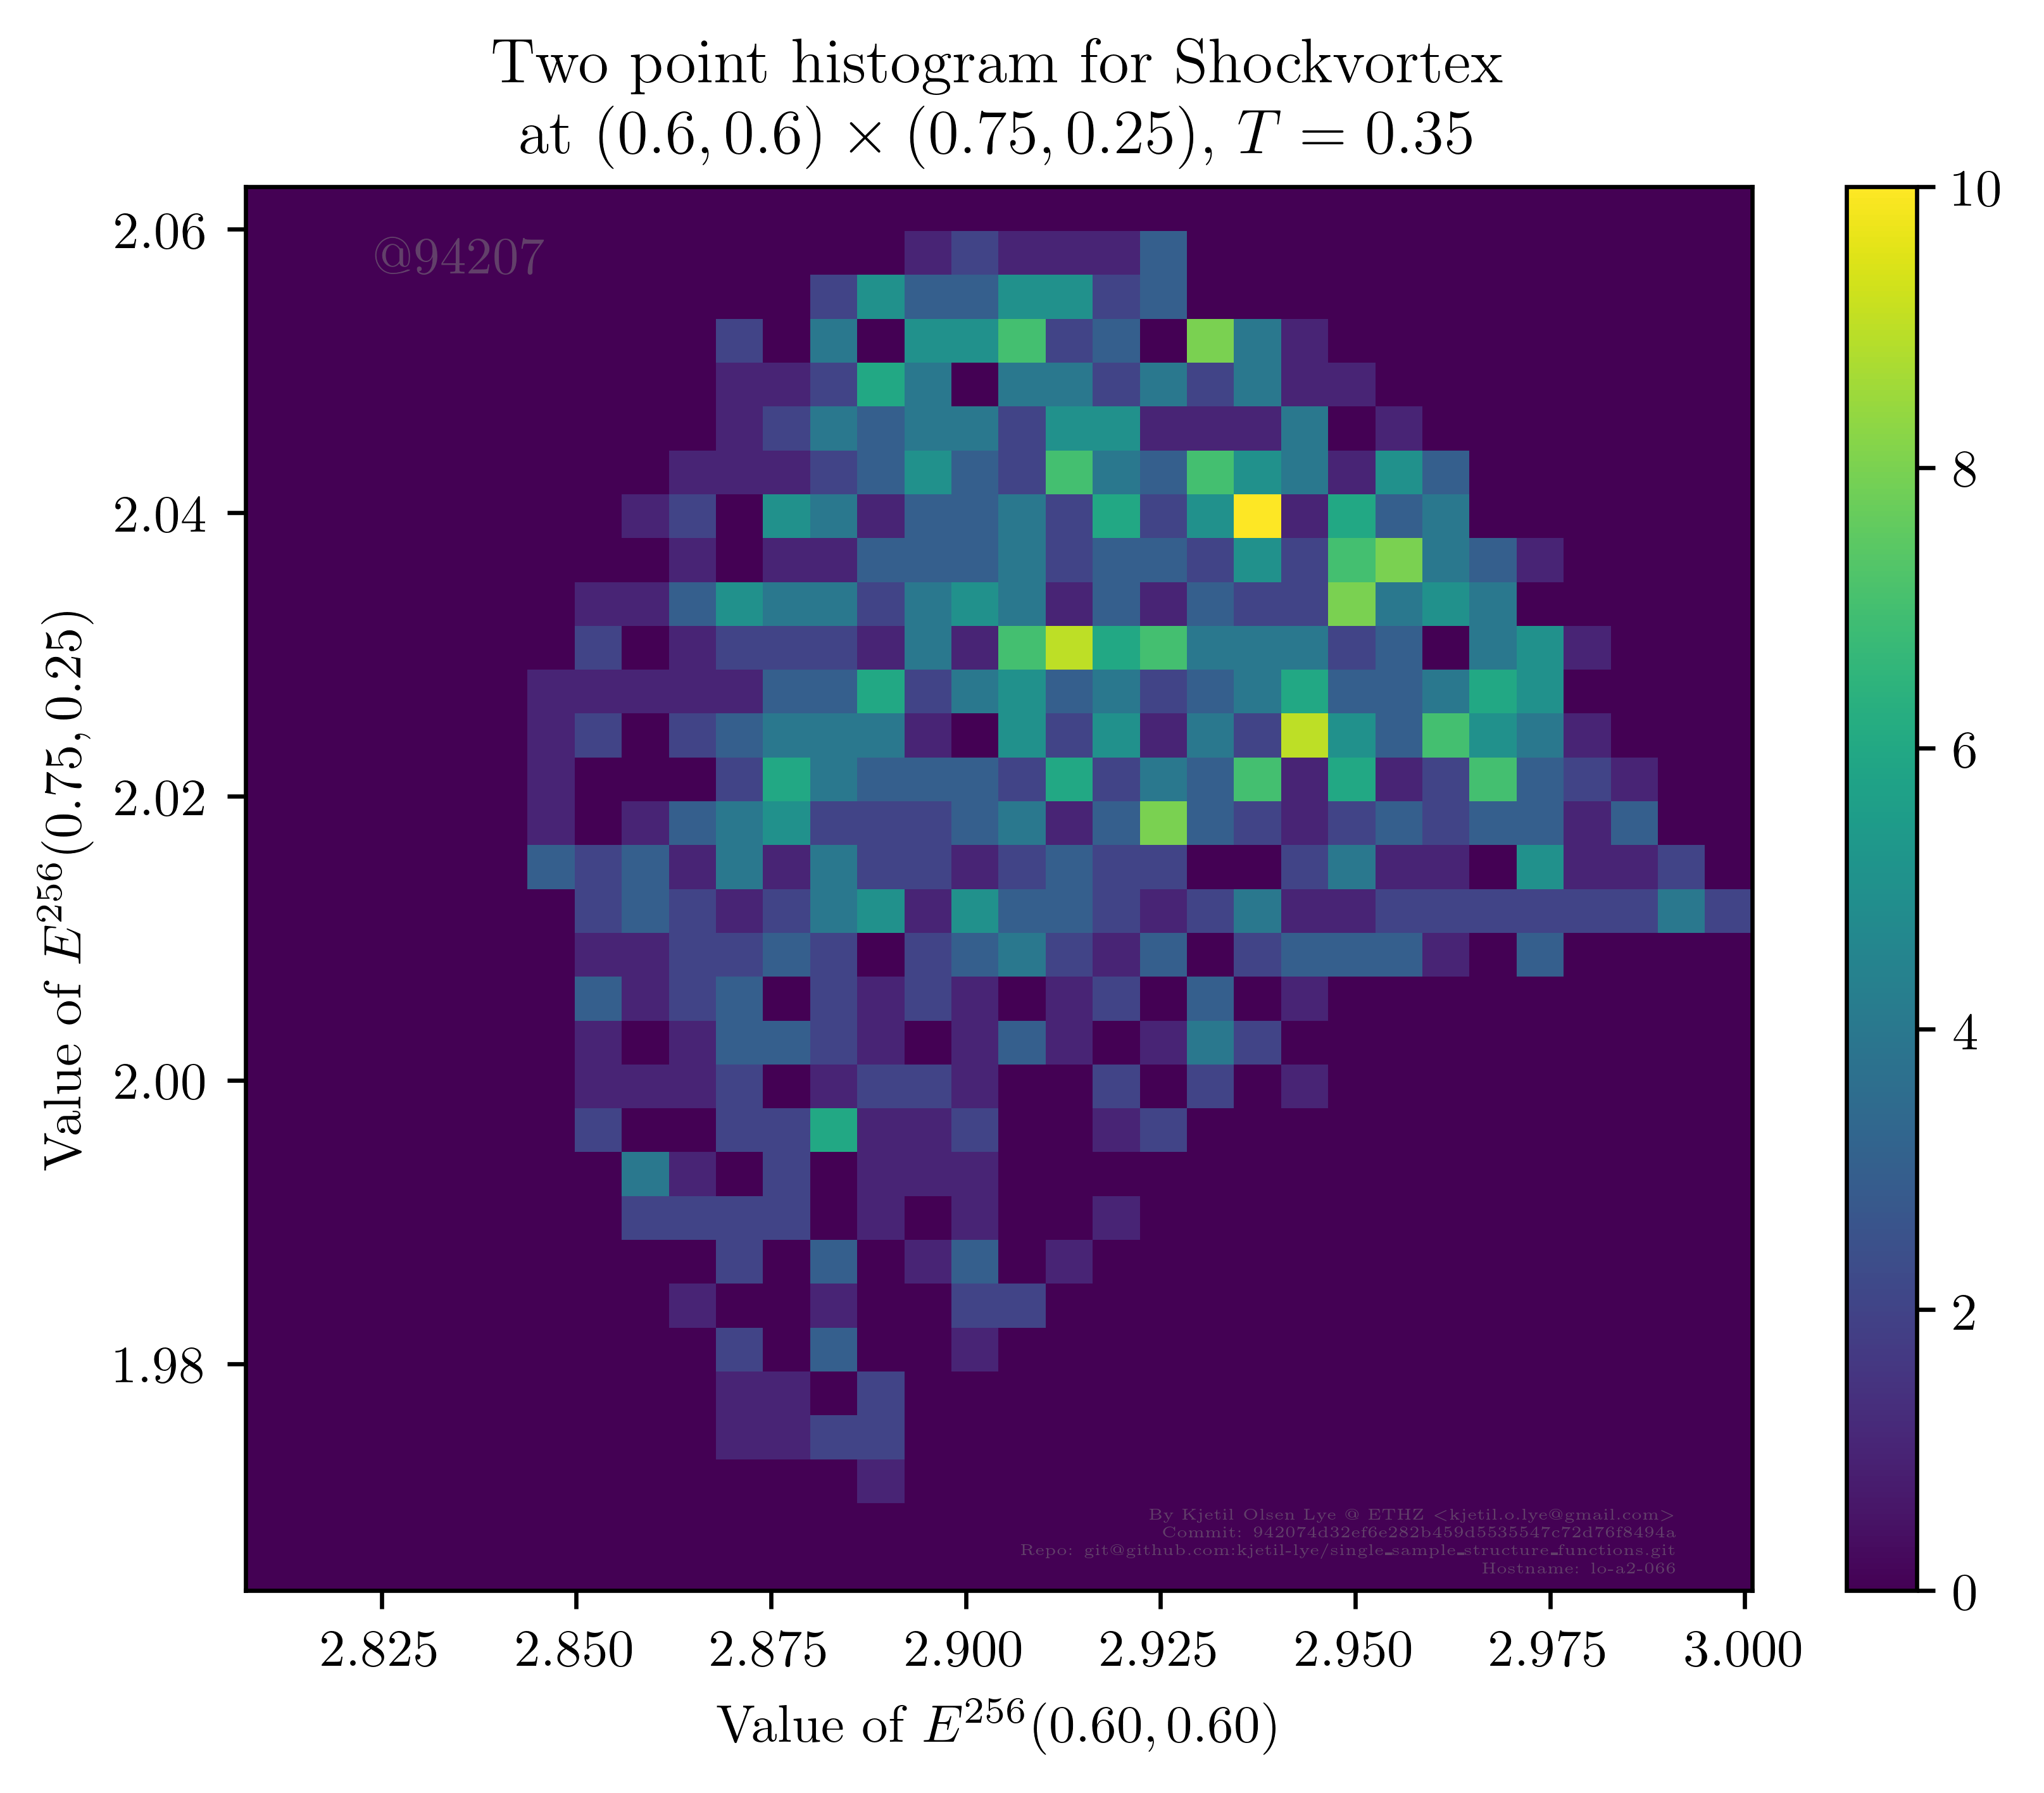 Two point histogram for Shockvortex
at (0.6, 0.6) × (0.75, 0.25), T = 0.35
@94207
2.06
2.04
2.02
2.00
1.98
Value of E^256(0.75, 0.25)
10
8
6
4
2
0
By Kjetil Olsen Lye @ ETHZ <kjetil.o.lye@gmail.com>
Commit: 942074d32ef6e282b459d5535547c72d76f8494a
Repo: git@github.com:kjetil-lye/single_sample_structure_functions.git
Hostname: lo-a2-066
2.825 2.850 2.875 2.900 2.925 2.950 2.975 3.000
Value of E^256(0.60, 0.60)